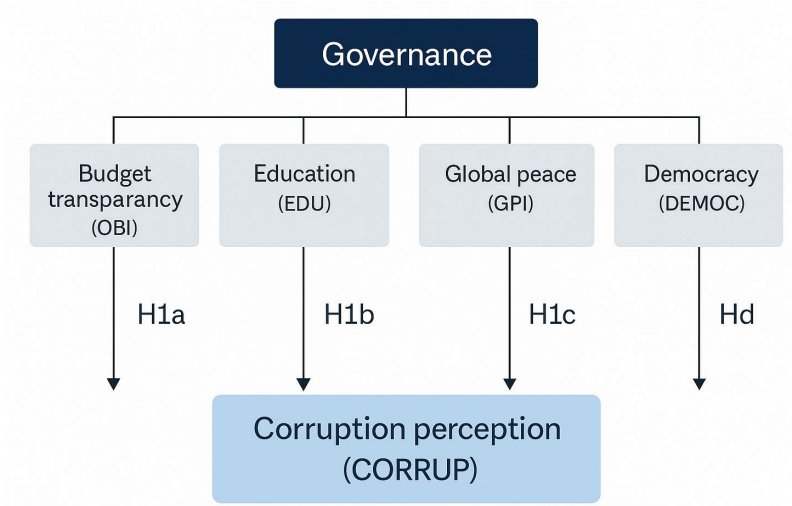 Governance
Budget
transparancy
(OBI)
Education
(EDU)
Global peace
(GPI)
Democracy
(DEMOC)
H1a
H1b
H1c
Hd
Corruption perception
(CORRUP)